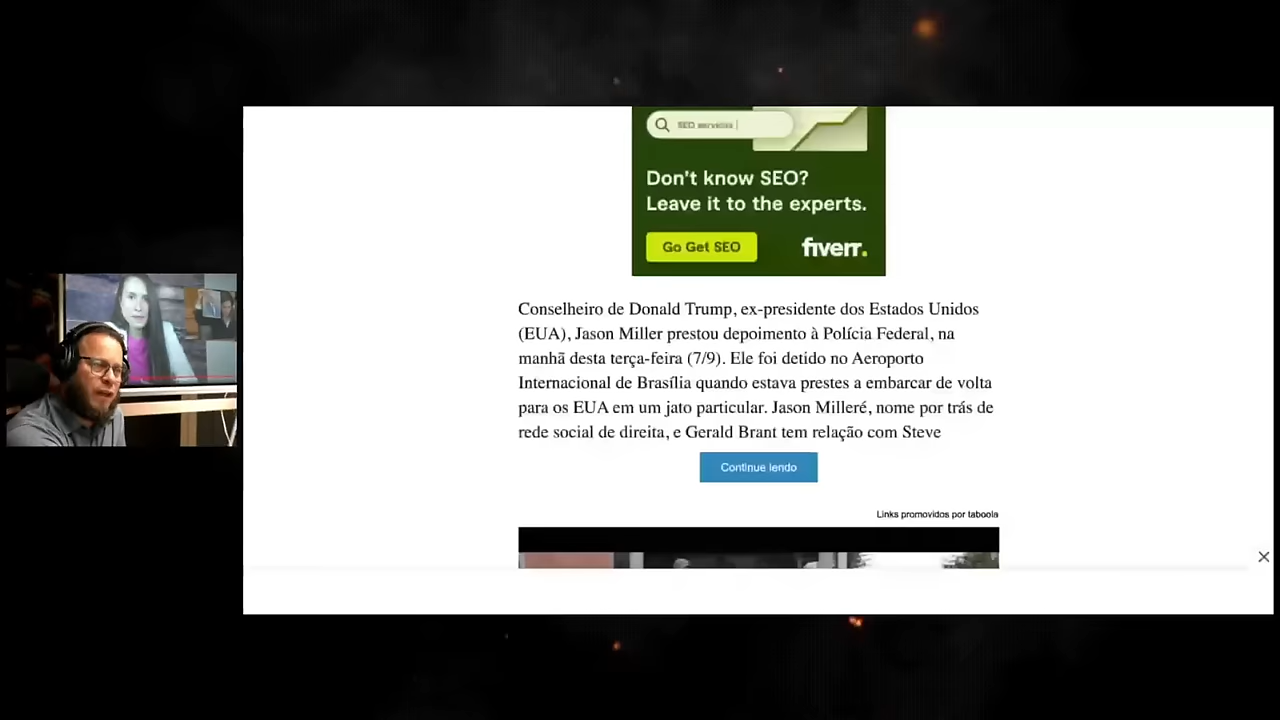 SEO services
Don't know SEO?
Leave it to the experts.
Go Get SEO
fiverr.
Conselheiro de Donald Trump, ex-presidente dos Estados Unidos
(EUA), Jason Miller prestou depoimento à Polícia Federal, na
manhã desta terça-feira (7/9). Ele foi detido no Aeroporto
Internacional de Brasília quando estava prestes a embarcar de volta
para os EUA em um jato particular. Jason Milleré, nome por trás de
rede social de direita, e Gerald Brant tem relação com Steve
Continue lendo
Links promovidos por taboola